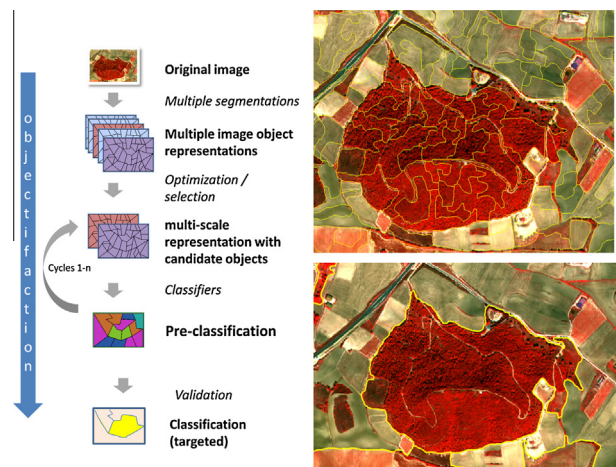 objectifaction
Original image
Multiple segmentations
Multiple image object
representations
Optimization /
selection
multi-scale
representation with
candidate objects
Cycles 1-n
Classifiers
Pre-classification
Validation
Classification
(targeted)